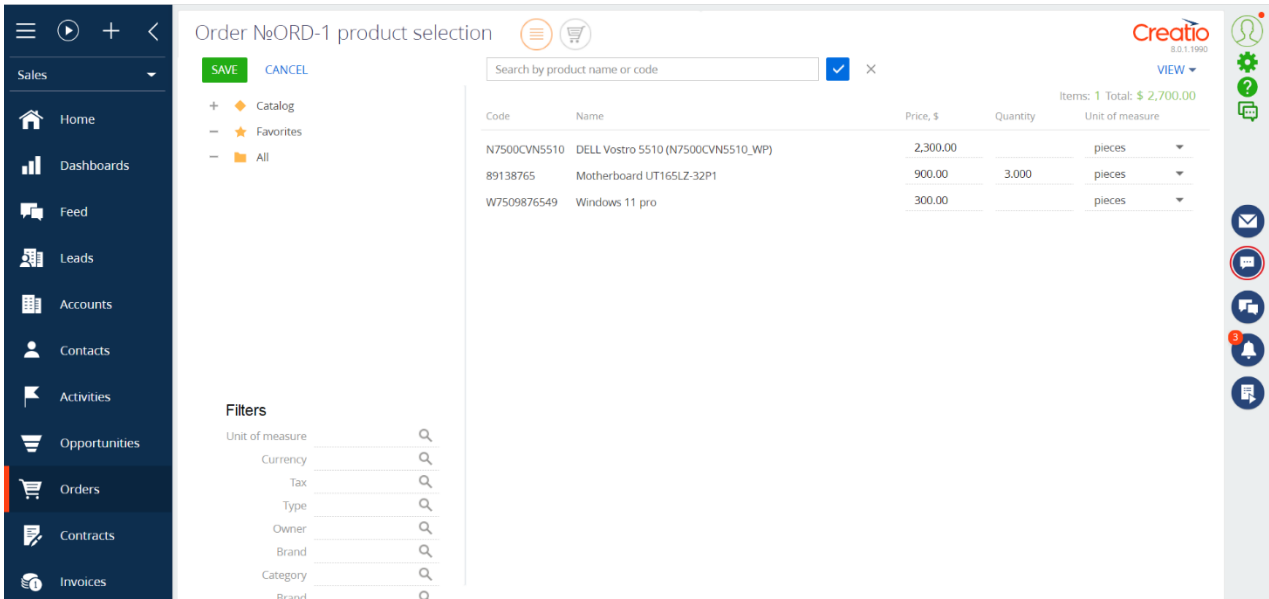 Order №ORD-1 product selection
Creatio
8.0.1.1990
Sales
SAVE CANCEL
Search by product name or code
VIEW
Items: 1 Total: $ 2,700.00
Catalog
Favorites
All
Code Name Price, $ Quantity Unit of measure
N7500CVN5510 DELL Vostro 5510 (N7500CVN5510_WP) 2,300.00 pieces
89138765 Motherboard UT165LZ-32P1 900.00 3.000 pieces
W7509876549 Windows 11 pro 300.00 pieces
Home
Dashboards
Feed
Leads
Accounts
Contacts
Activities
Opportunities
Orders
Contracts
Invoices
1
Filters
Unit of measure
Currency
Tax
Type
Owner
Brand
Category
Brand
?
3